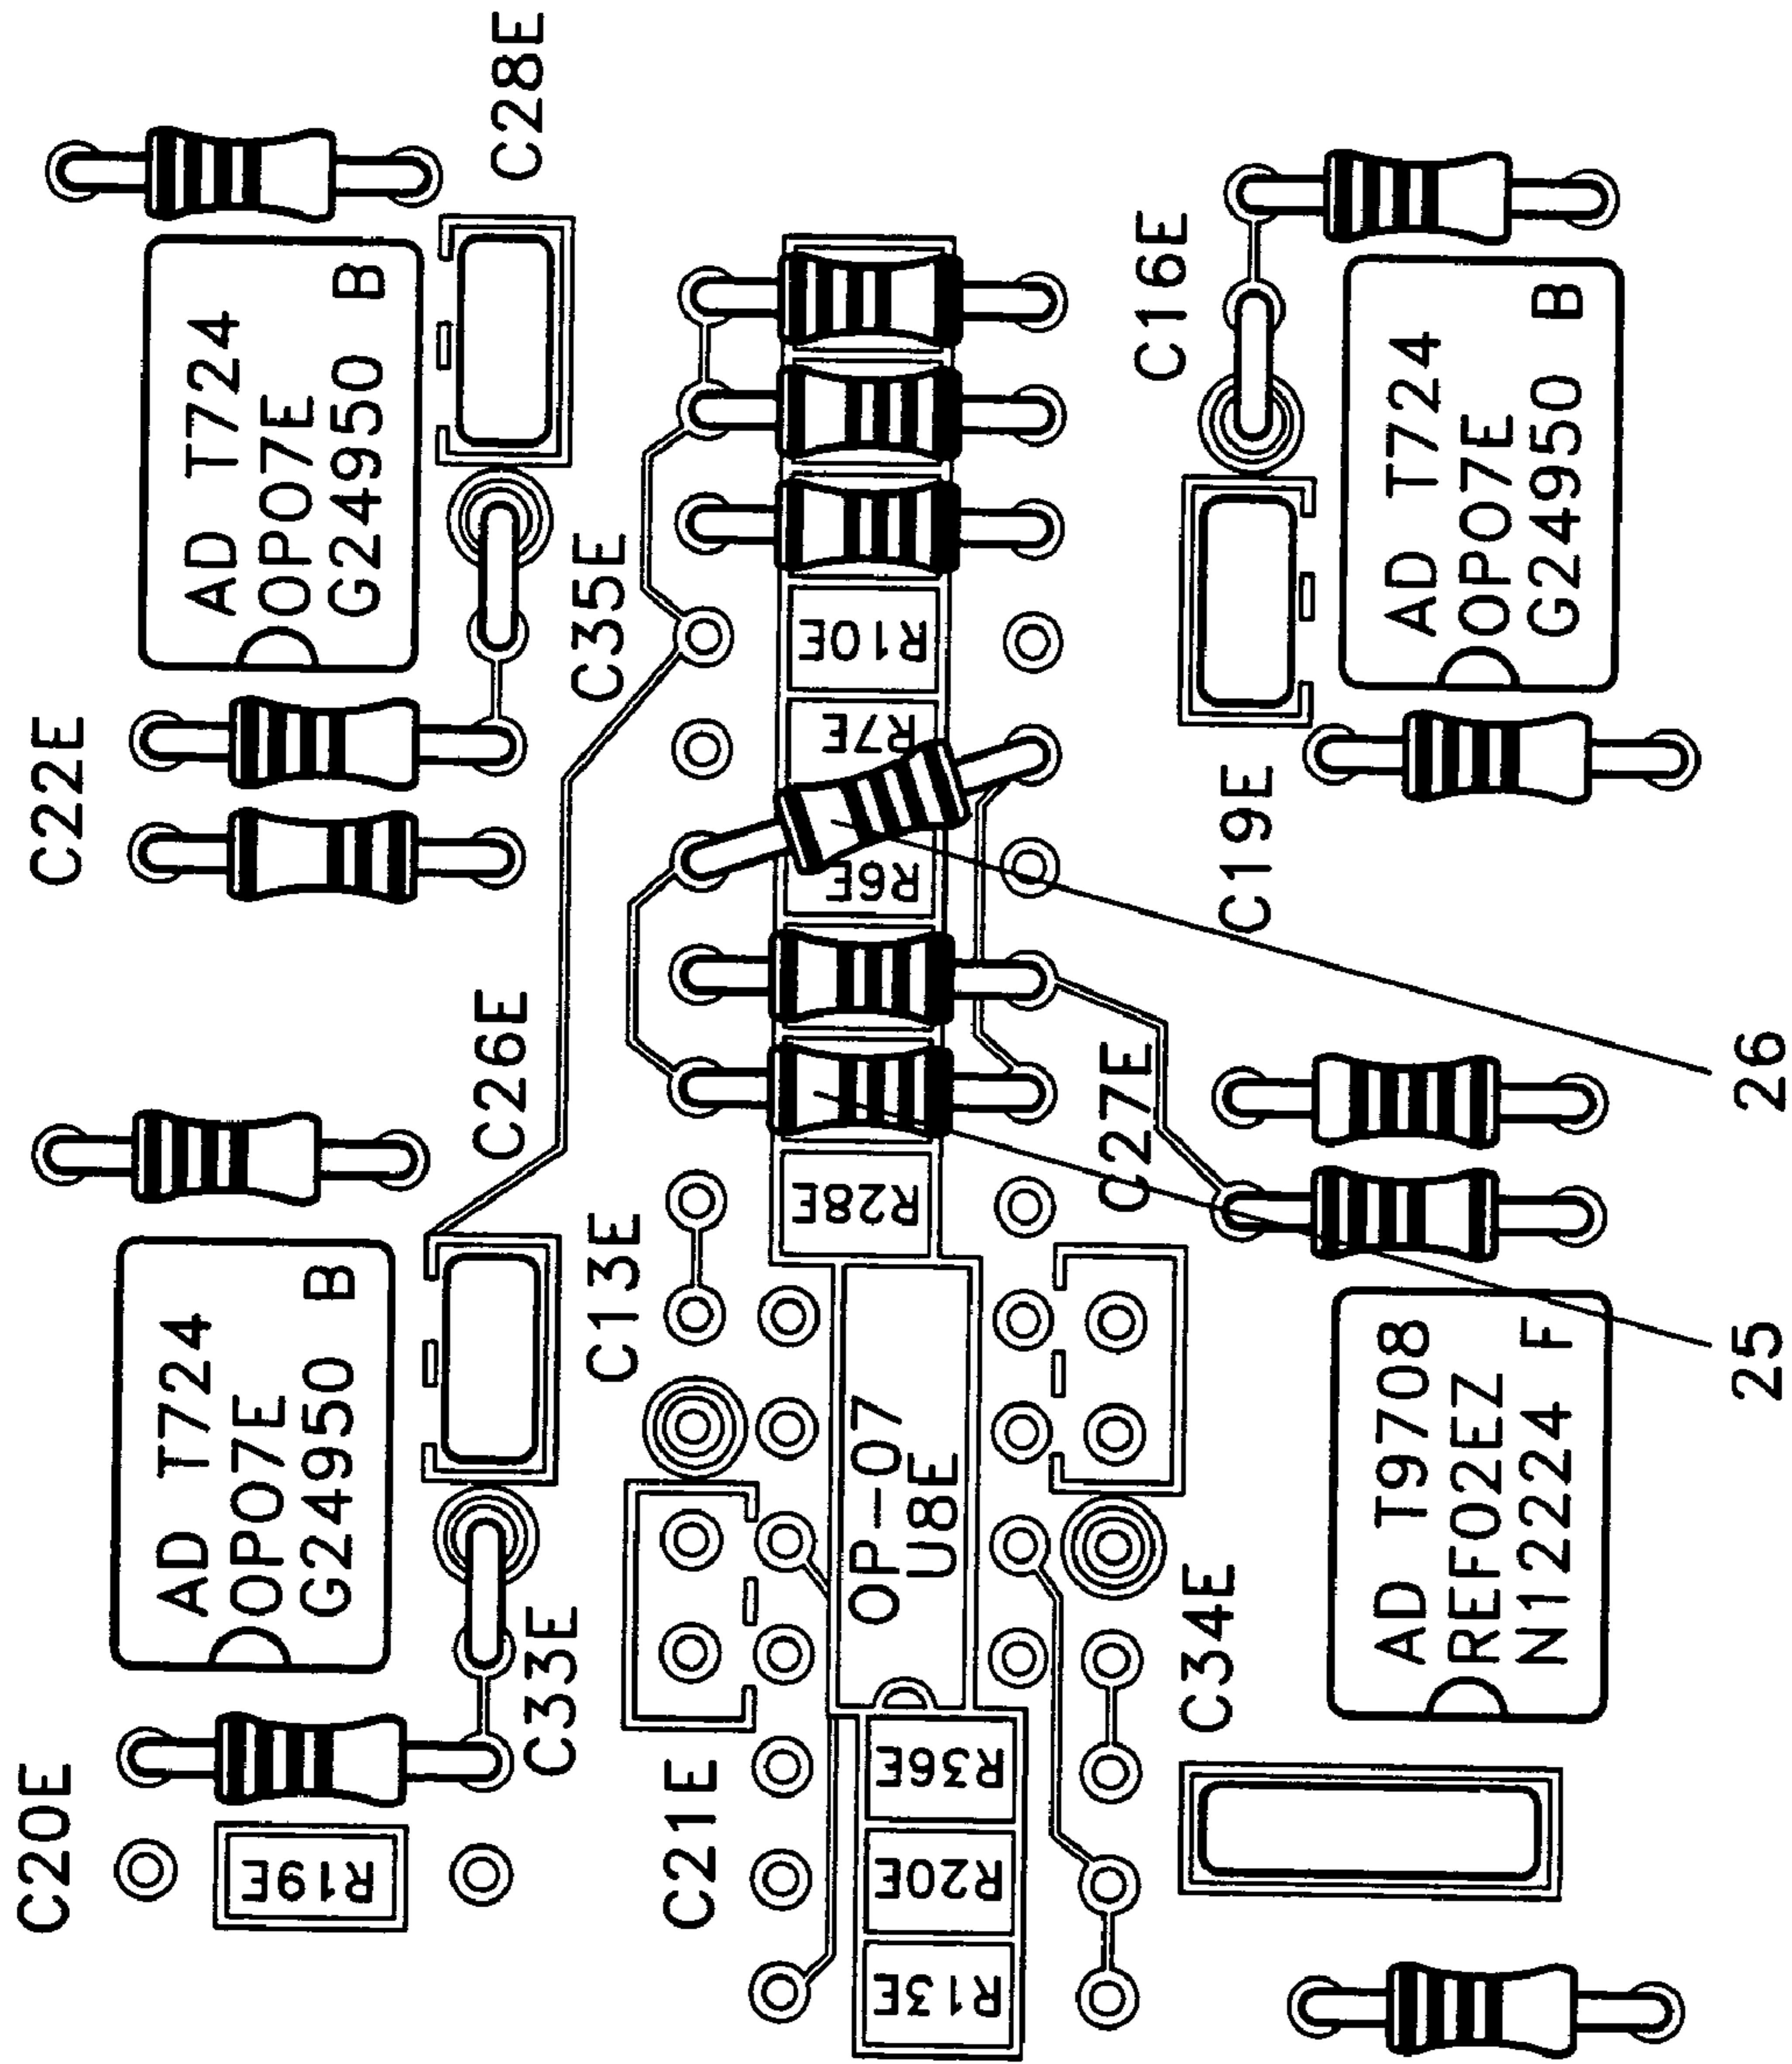 C28E
C22E
AD T724
OP07E
G24950 B
C35E
C16E
R10E
R7E
R6E
AD T724
OP07E
G24950 B
C19E
C26E
C27E
R28E
26
C20E
R19E
AD T724
OP07E
G24950 B
C33E
C13E
C21E
OP-07
U8E
R36E
R20E
R13E
C34E
AD T9708
REF02EZ
N12224 F
25